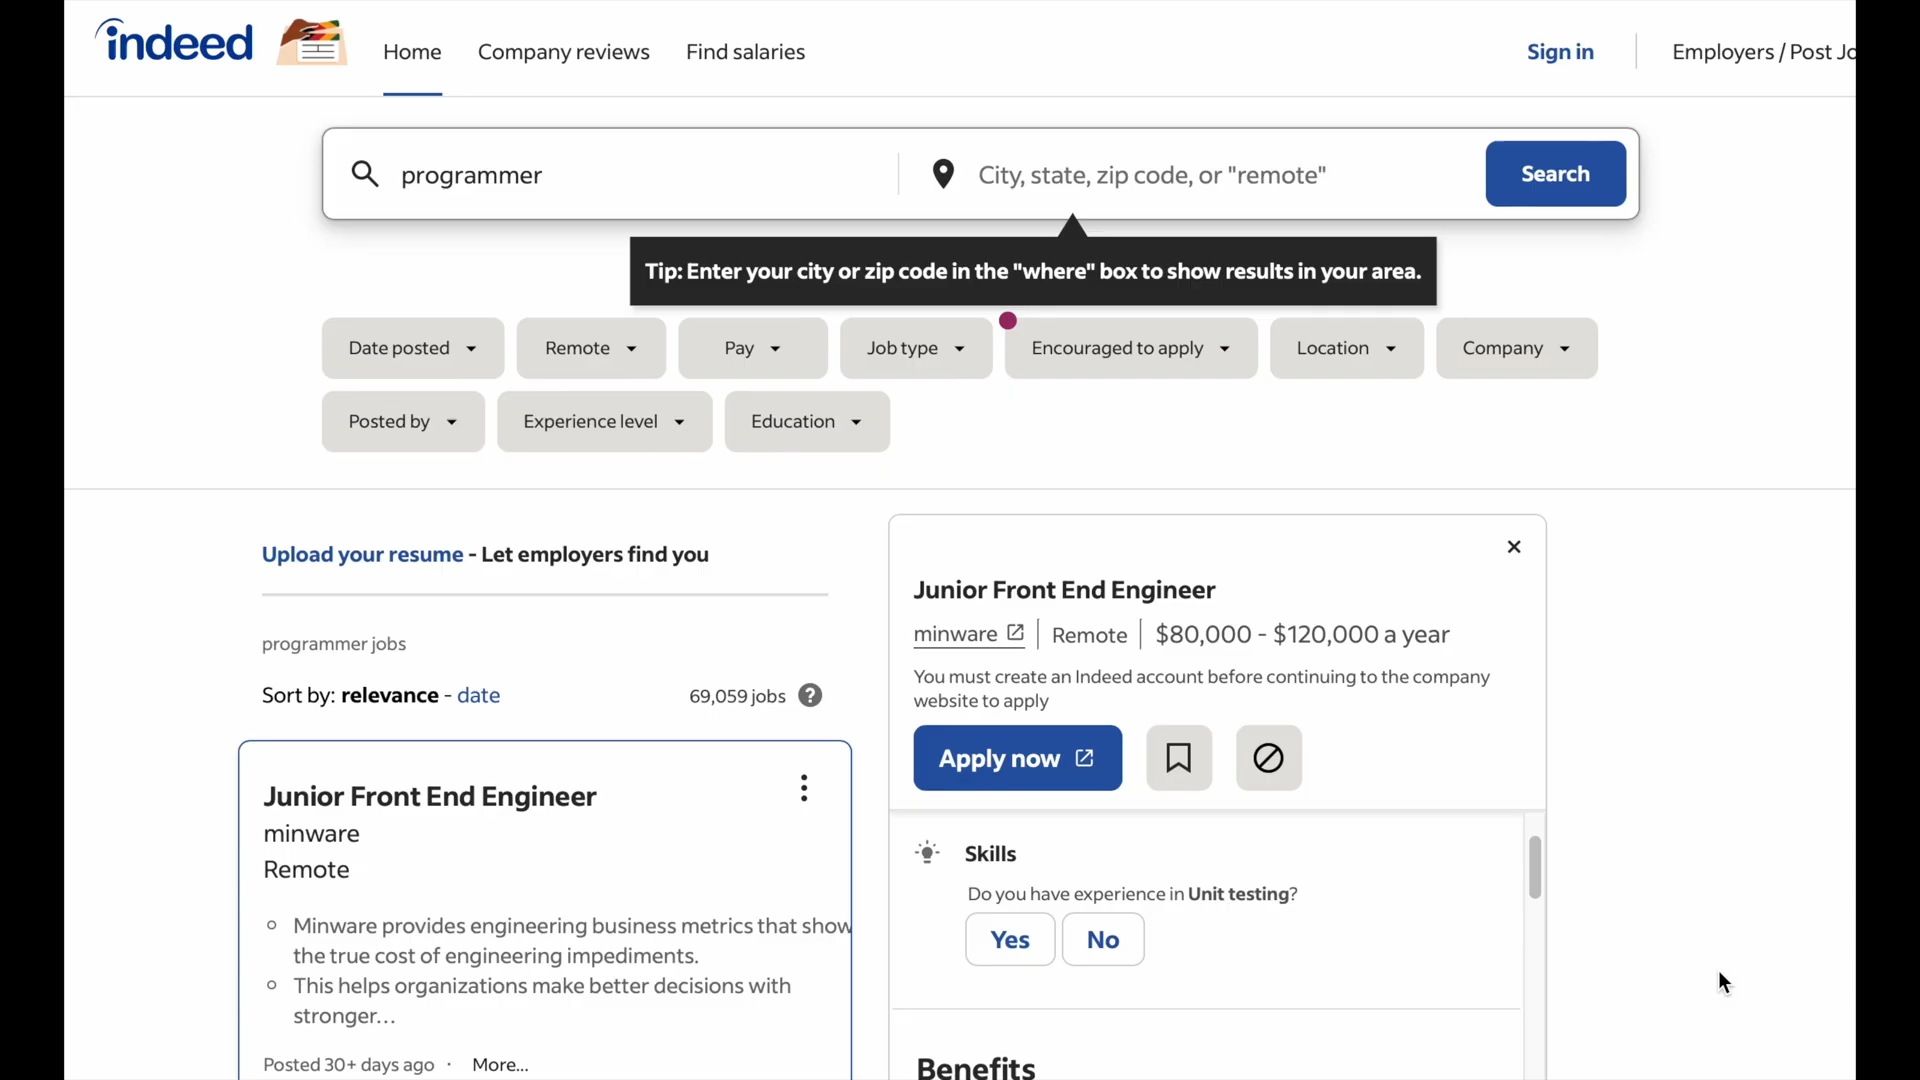 indeed
Home
Company reviews
Find salaries
Sign in
Employers / Post Jo
programmer
City, state, zip code, or "remote"
Search
Tip: Enter your city or zip code in the "where" box to show results in your area.
Date posted
Remote
Pay
Job type
Encouraged to apply
Location
Company
Posted by
Experience level
Education
Upload your resume - Let employers find you
programmer jobs
Sort by: relevance - date
69,059 jobs
Junior Front End Engineer
minware
Remote
Minware provides engineering business metrics that show
the true cost of engineering impediments.
This helps organizations make better decisions with
stronger...
Posted 30+ days ago · More...
Junior Front End Engineer
minware
Remote
$80,000 - $120,000 a year
You must create an Indeed account before continuing to the company
website to apply
Apply now
Skills
Do you have experience in Unit testing?
Yes
No
Benefits